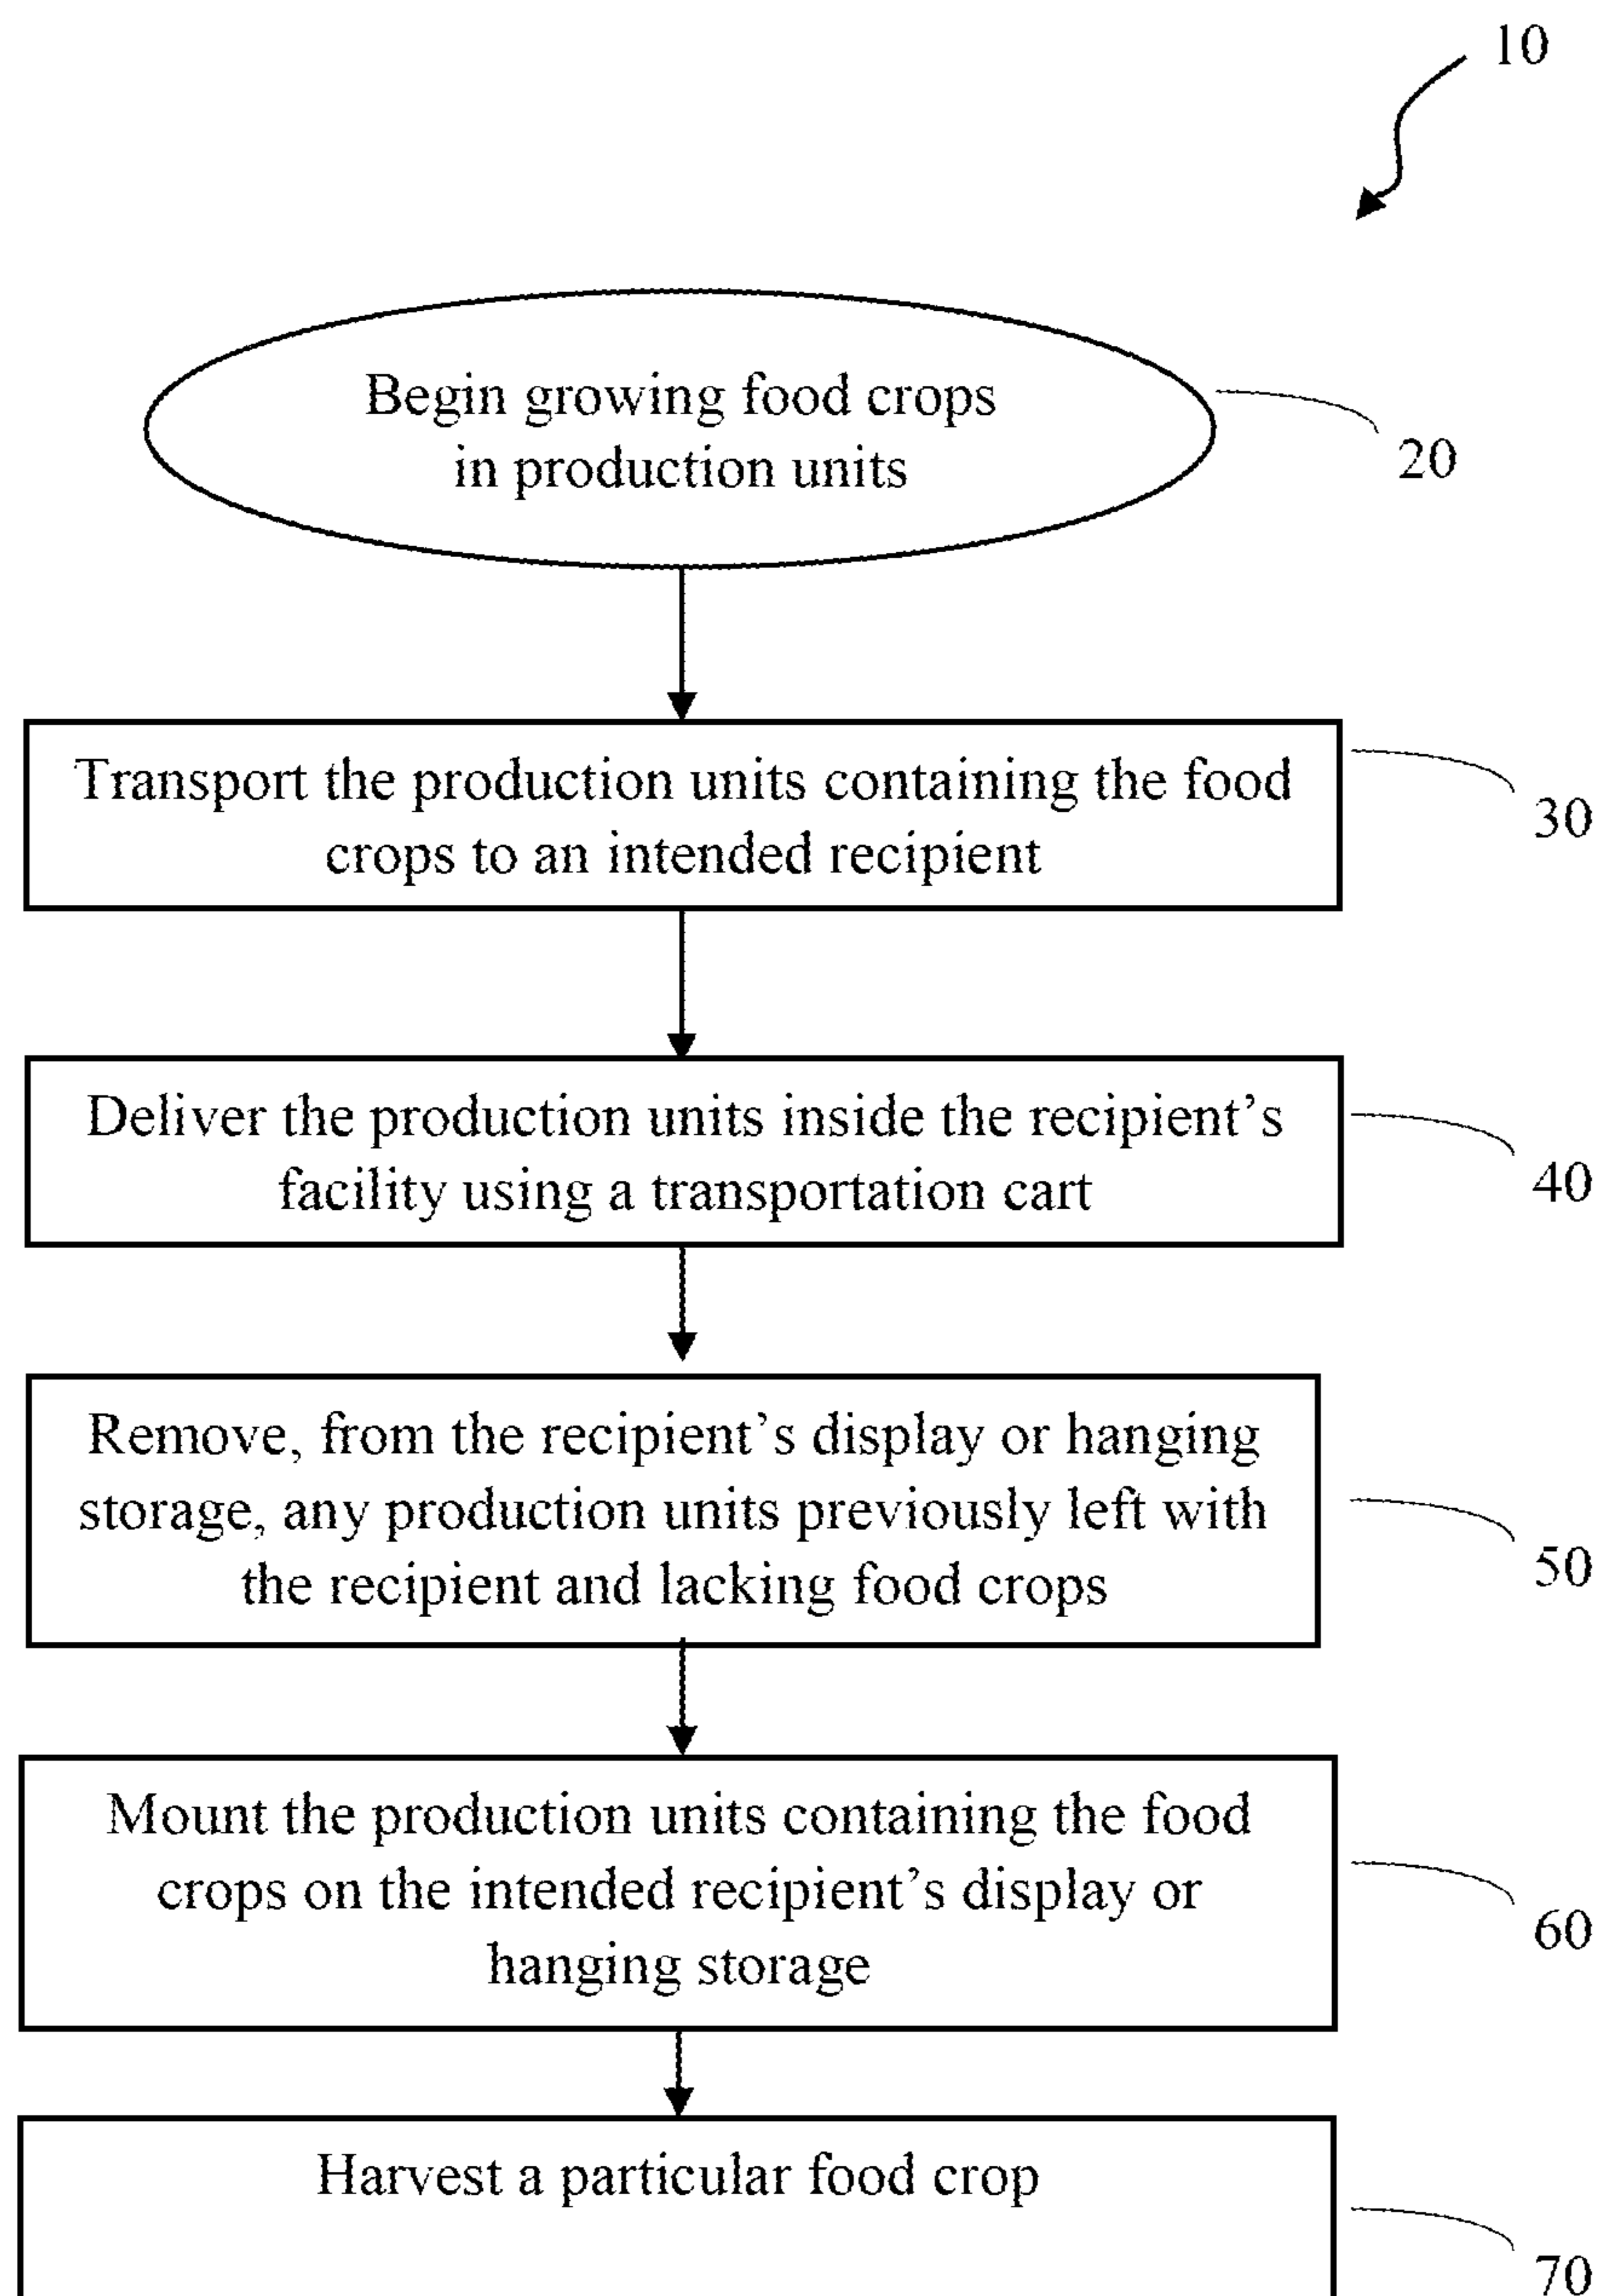 10
Begin growing food crops
in production units
20
Transport the production units containing the food
crops to an intended recipient
30
Deliver the production units inside the recipient’s
facility using a transportation cart
40
Remove, from the recipient’s display or hanging
storage, any production units previously left with
the recipient and lacking food crops
50
Mount the production units containing the food
crops on the intended recipient’s display or
hanging storage
60
Harvest a particular food crop
70